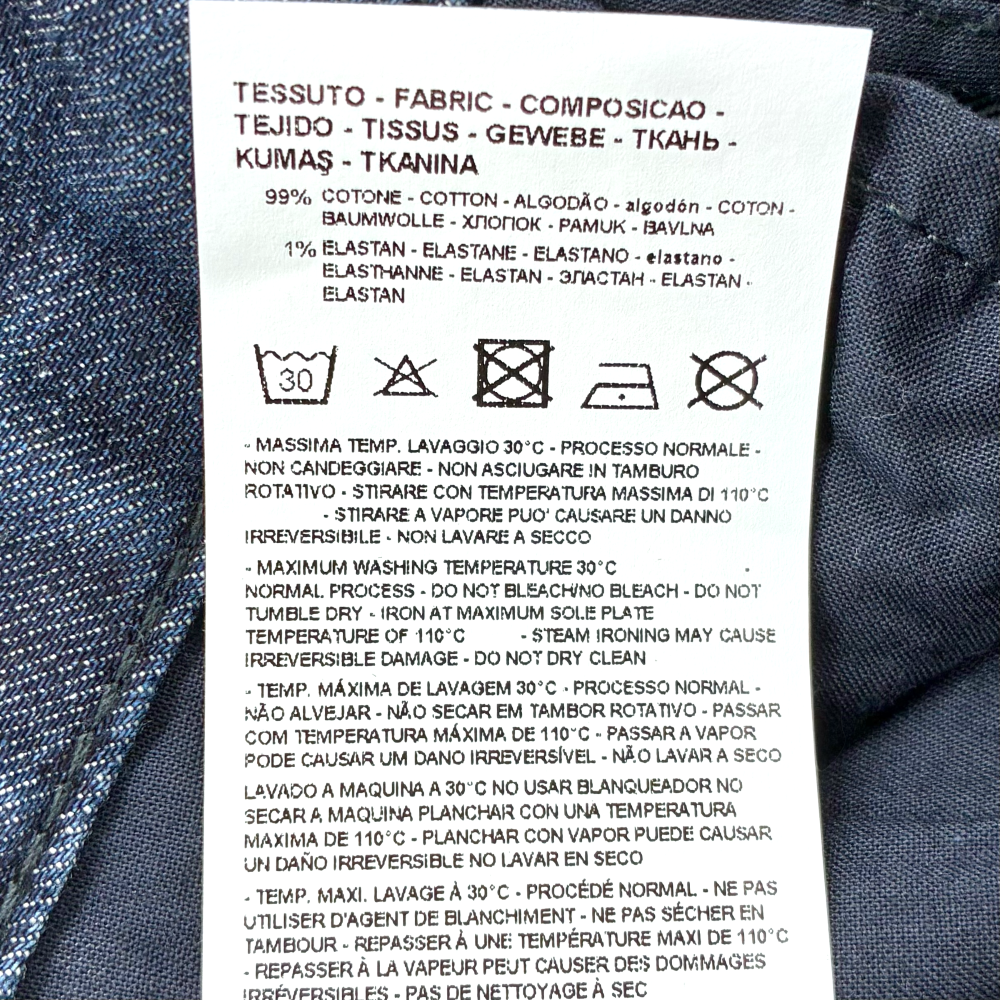 TESSUTO - FABRIC - COMPOSICAO -
TEJIDO - TISSUS - GEWEBE - ТКАНЬ -
KUMAŞ - TKANINA
99% COTONE - COTTON - ALGODÃO - algodón - COTON -
BAUMWOLLE - ХЛОПОК - PAMUK - BAVLNA
1% ELASTAN - ELASTANE - ELASTANO - elastano -
ELASTHANNE - ELASTAN - ЭЛАСТАН - ELASTAN -
ELASTAN
30
- MASSIMA TEMP. LAVAGGIO 30°C - PROCESSO NORMALE -
NON CANDEGGIARE - NON ASCIUGARE IN TAMBURO
ROTATIVO - STIRARE CON TEMPERATURA MASSIMA DI 110°C
- STIRARE A VAPORE PUO' CAUSARE UN DANNO
IRREVERSIBILE - NON LAVARE A SECCO
- MAXIMUM WASHING TEMPERATURE 30°C -
NORMAL PROCESS - DO NOT BLEACH/NO BLEACH - DO NOT
TUMBLE DRY - IRON AT MAXIMUM SOLE PLATE
TEMPERATURE OF 110°C - STEAM IRONING MAY CAUSE
IRREVERSIBLE DAMAGE - DO NOT DRY CLEAN
- TEMP. MÁXIMA DE LAVAGEM 30°C - PROCESSO NORMAL -
NÃO ALVEJAR - NÃO SECAR EM TAMBOR ROTATIVO - PASSAR
COM TEMPERATURA MÁXIMA DE 110°C - PASSAR A VAPOR
PODE CAUSAR UM DANO IRREVERSÍVEL - NÃO LAVAR A SECO
LAVADO A MAQUINA A 30°C NO USAR BLANQUEADOR NO
SECAR A MAQUINA PLANCHAR CON UNA TEMPERATURA
MAXIMA DE 110°C - PLANCHAR CON VAPOR PUEDE CAUSAR
UN DAÑO IRREVERSIBLE NO LAVAR EN SECO
- TEMP. MAXI. LAVAGE À 30°C - PROCÉDÉ NORMAL - NE PAS
UTILISER D'AGENT DE BLANCHIMENT - NE PAS SÉCHER EN
TAMBOUR - REPASSER À UNE TEMPÉRATURE MAXI DE 110°C
- REPASSER À LA VAPEUR PEUT CAUSER DES DOMMAGES
IRRÉVERSIBLES - PAS DE NETTOYAGE À SEC